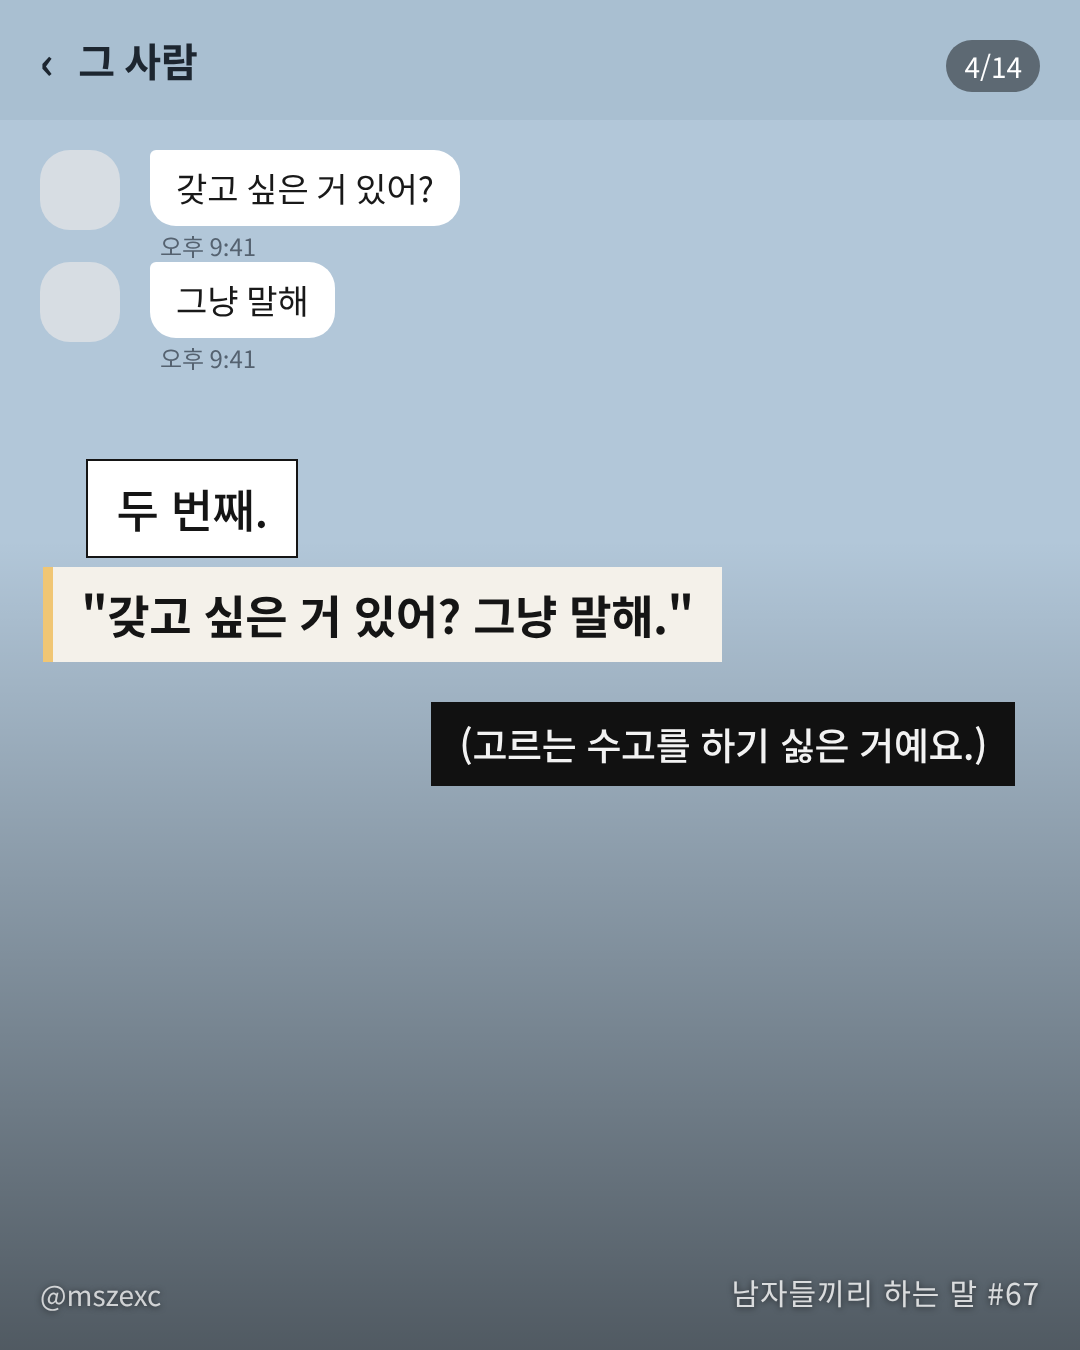 ‹ 그 사람
4/14
갖고 싶은 거 있어?
오후 9:41
그냥 말해
오후 9:41
두 번째.
"갖고 싶은 거 있어? 그냥 말해."
(고르는 수고를 하기 싫은 거예요.)
@mszexc
남자들끼리 하는 말 #67